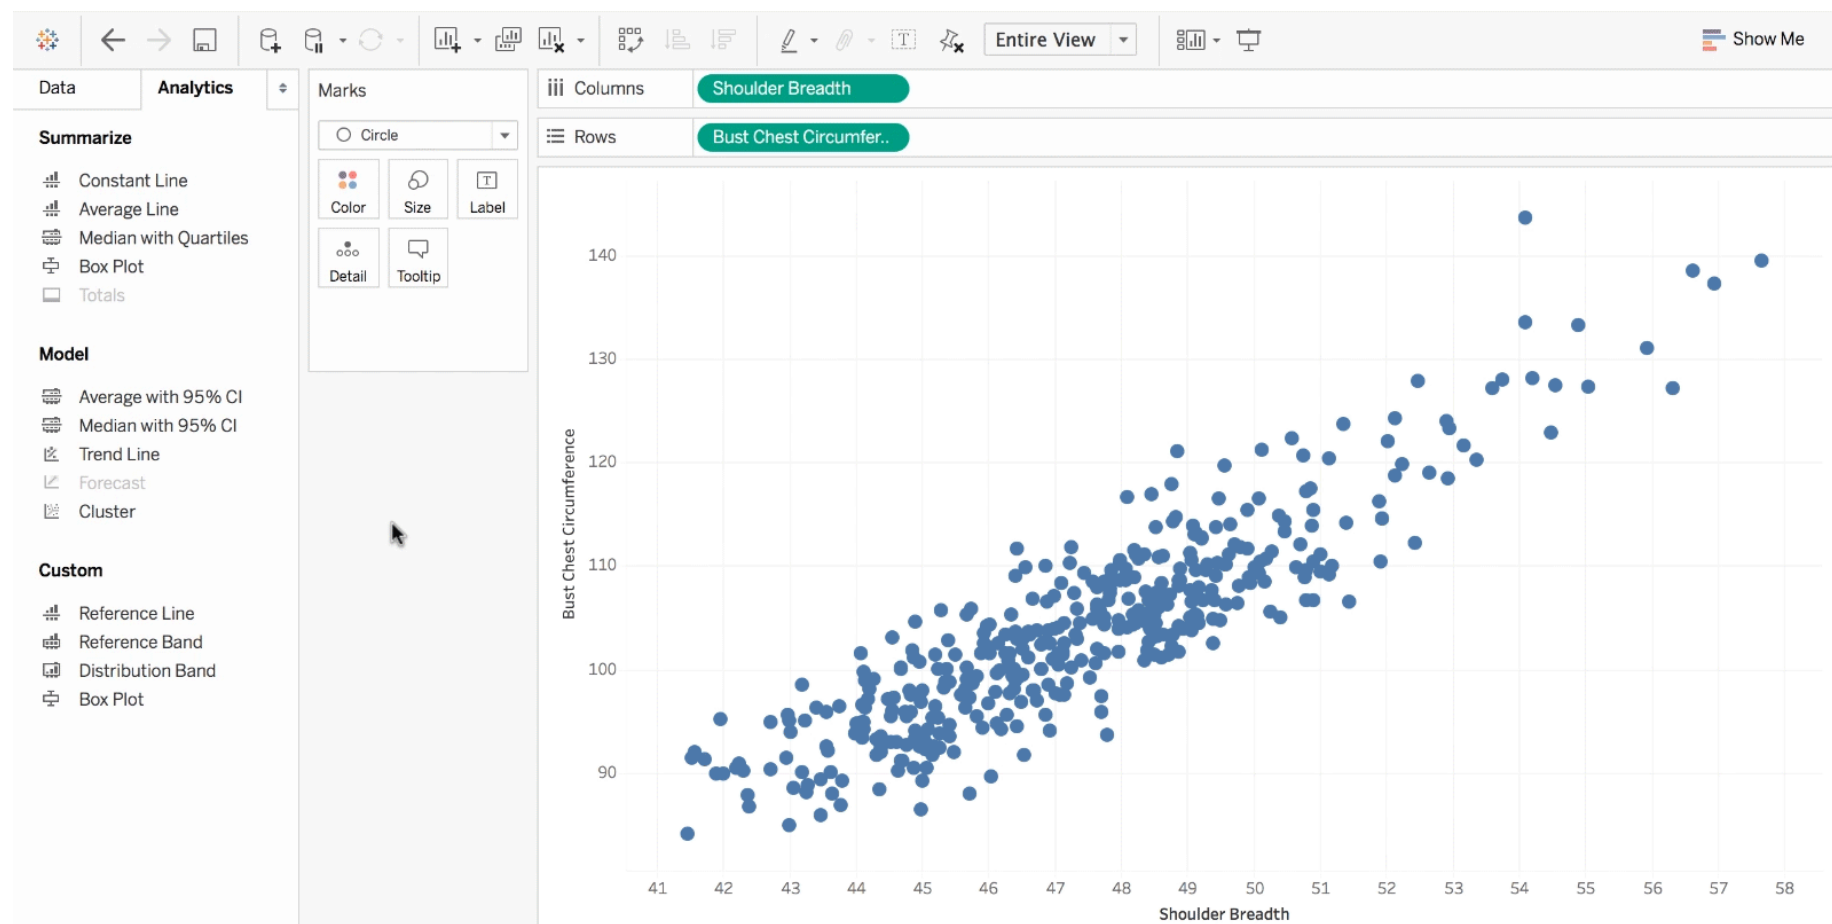 Entire View
Show Me
Data
Analytics
Marks
Columns
Shoulder Breadth
Rows
Bust Chest Circumfer..
Summarize
Constant Line
Average Line
Median with Quartiles
Box Plot
Totals
Model
Average with 95% CI
Median with 95% CI
Trend Line
Forecast
Cluster
Custom
Reference Line
Reference Band
Distribution Band
Box Plot
Circle
Color
Size
T
Label
Detail
Tooltip
Bust Chest Circumference
140
130
120
110
100
90
41 42 43 44 45 46 47 48 49 50 51 52 53 54 55 56 57 58
Shoulder Breadth